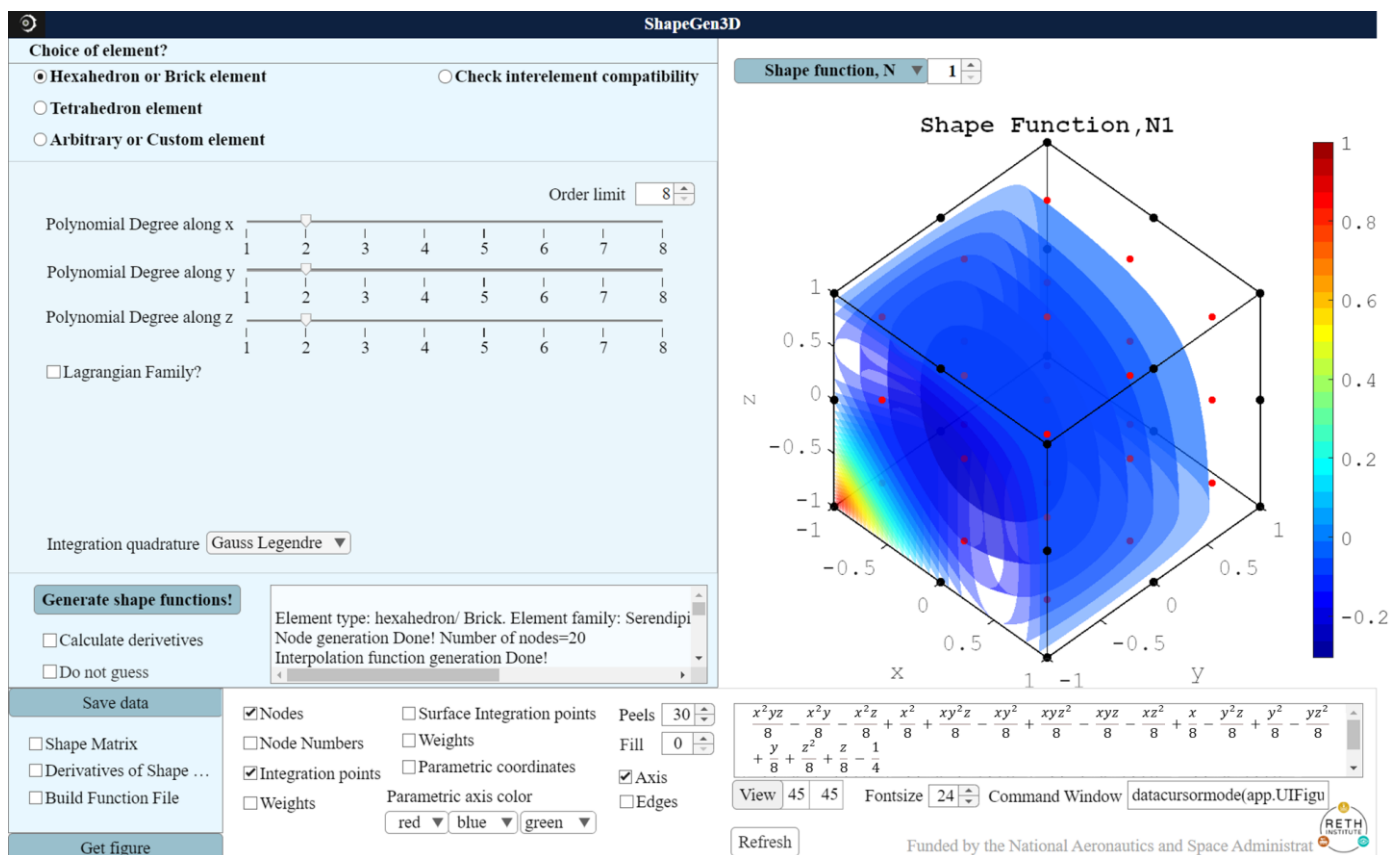 ShapeGen3D
Choice of element?
Hexahedron or Brick element
Check interelement compatibility
Tetrahedron element
Arbitrary or Custom element
Order limit 8
Polynomial Degree along x
1 2 3 4 5 6 7 8
Polynomial Degree along y
1 2 3 4 5 6 7 8
Polynomial Degree along z
1 2 3 4 5 6 7 8
Lagrangian Family?
Integration quadrature Gauss Legendre
Generate shape functions!
Calculate derivetives
Do not guess
Element type: hexahedron/ Brick. Element family: Serendipi
Node generation Done! Number of nodes=20
Interpolation function generation Done!
Shape function, N 1
Shape Function,N1
1
0.8
0.6
0.4
0.2
0
-0.2
z
1
0.5
0
-0.5
-1
x
-1
-0.5
0
0.5
1
y
-1
-0.5
0
0.5
1
Save data
Shape Matrix
Derivatives of Shape ...
Build Function File
Get figure
Nodes
Node Numbers
Integration points
Weights
Surface Integration points
Weights
Parametric coordinates
Parametric axis color
red blue green
Peels 30
Fill 0
Axis
Edges
x²yz/8 − x²y/8 − x²z/8 + x²/8 + xy²z/8 − xy²/8 + xyz²/8 − xyz/8 − xz²/8 + x/8 − y²z/8 + y²/8 − yz²/8
+ y/8 + z²/8 + z/8 − 1/4
View 45 45
Fontsize 24
Command Window datacursormode(app.UIFigu
Refresh
Funded by the National Aeronautics and Space Administrat
RETH
INSTITUTE